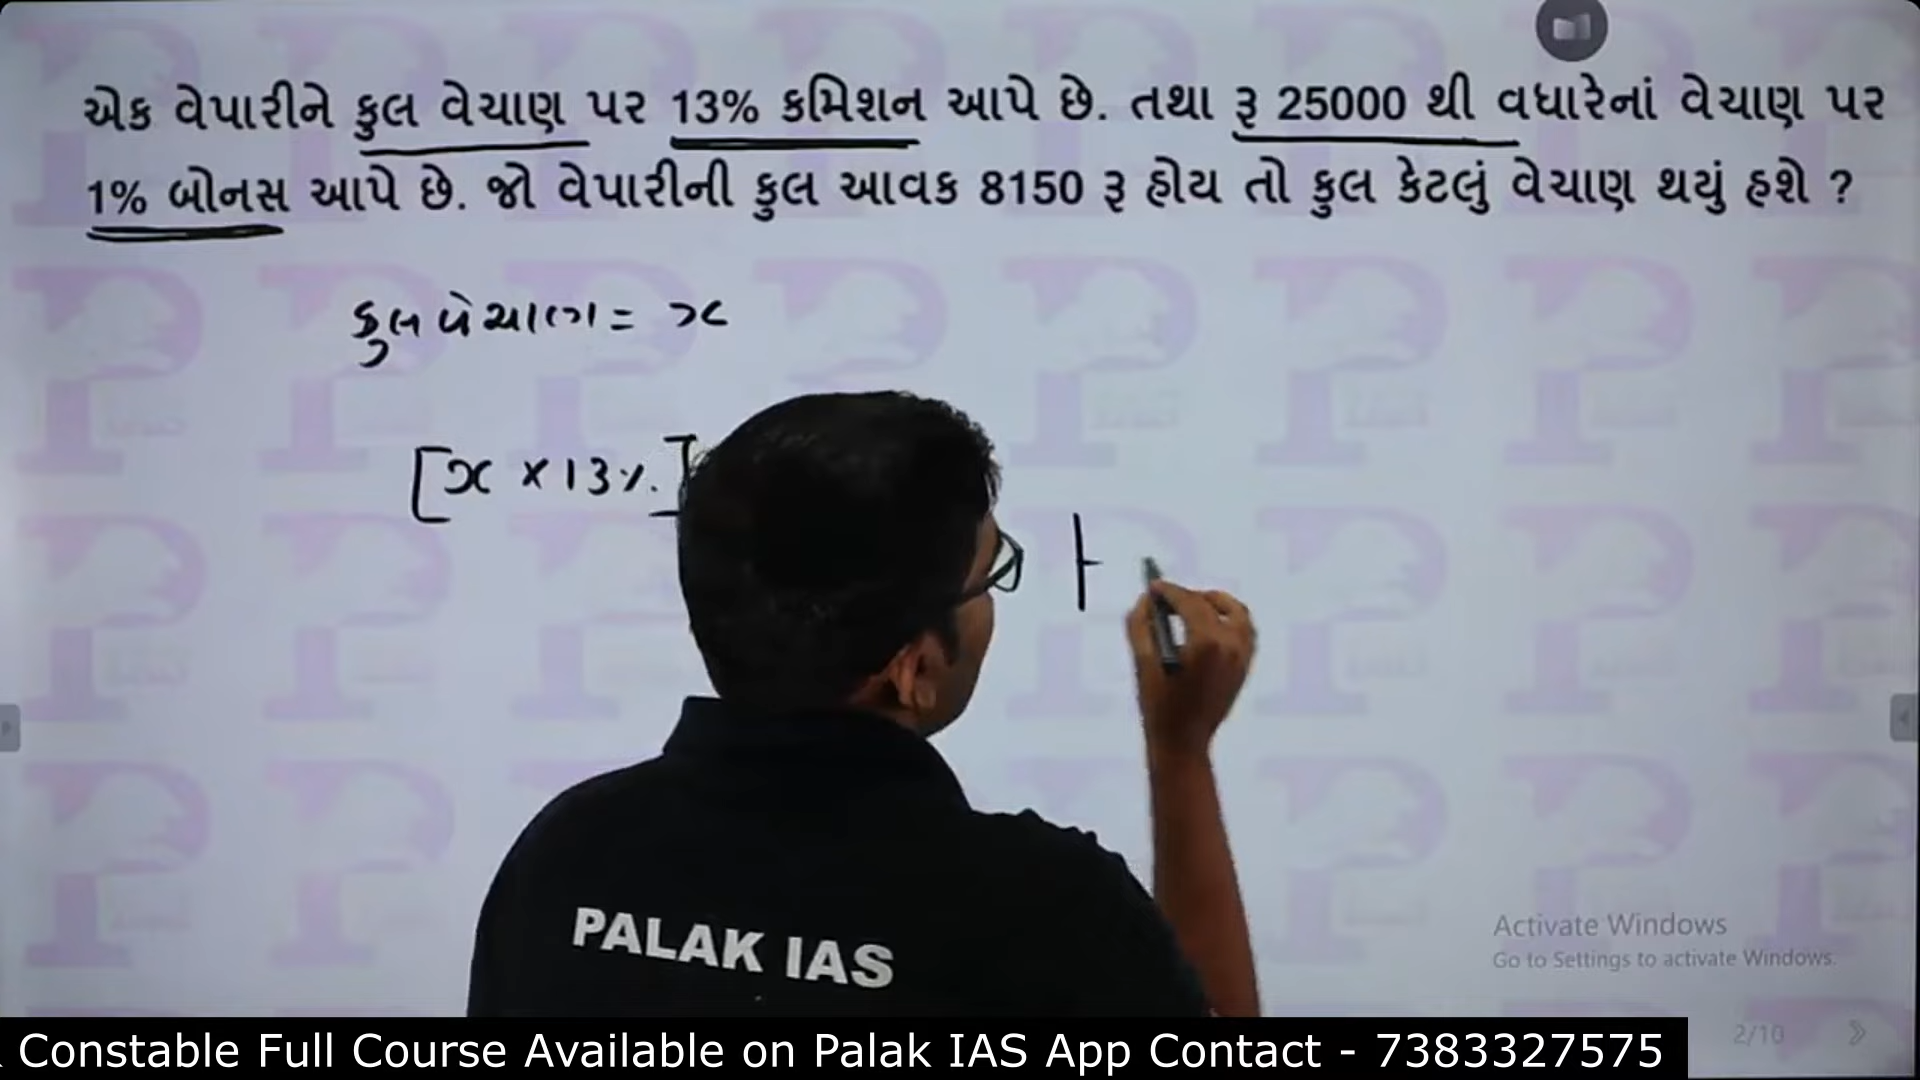 એક વેપારીને કુલ વેચાણ પર 13% કમિશન આપે છે. તથા રૂ 25000 થી વધારેનાં વેચાણ પર
1% બોનસ આપે છે. જો વેપારીની કુલ આવક 8150 રૂ હોય તો કુલ કેટલું વેચાણ થયું હશે ?
કુલ વેચાણ = x
[x × 13%]
PALAK IAS
Activate Windows
Go to Settings to activate Windows.
2/10
Constable Full Course Available on Palak IAS App Contact - 7383327575